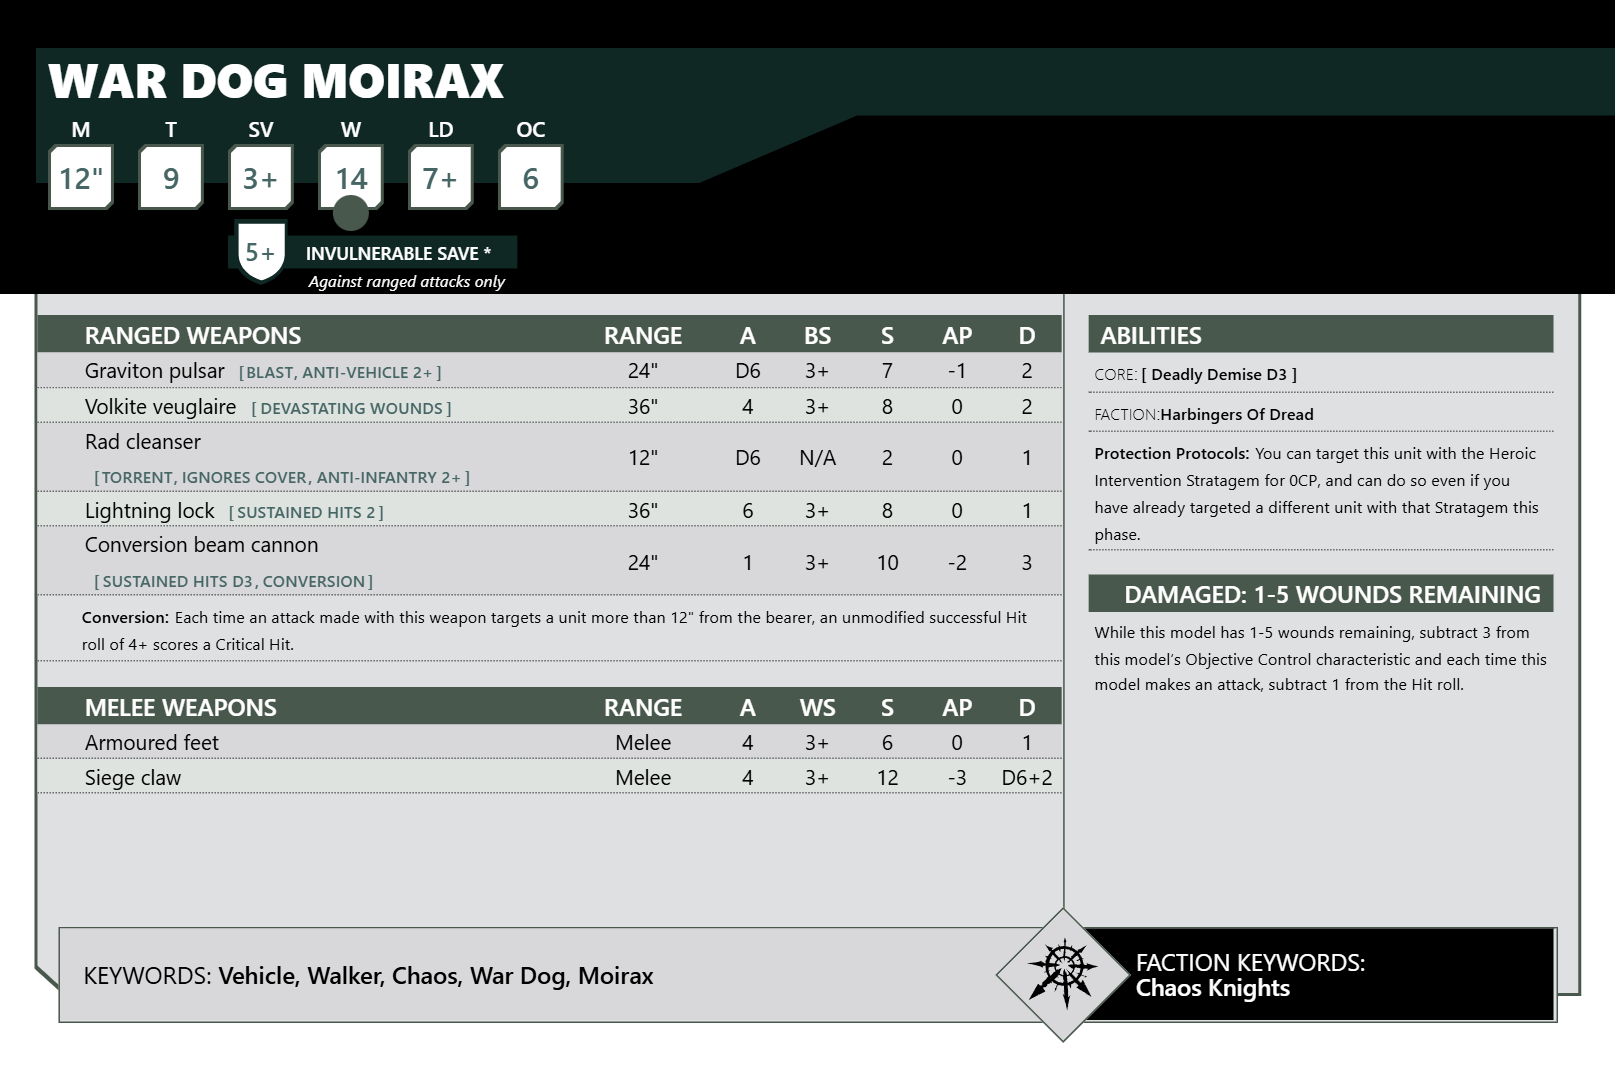 WAR DOG MOIRAX
M T SV W LD OC
12" 9 3+ 14 7+ 6
5+ INVULNERABLE SAVE *
Against ranged attacks only
RANGED WEAPONS RANGE A BS S AP D
Graviton pulsar [ BLAST, ANTI-VEHICLE 2+ ] 24" D6 3+ 7 -1 2
Volkite veuglaire [ DEVASTATING WOUNDS ] 36" 4 3+ 8 0 2
Rad cleanser
12" D6 N/A 2 0 1
[ TORRENT, IGNORES COVER, ANTI-INFANTRY 2+ ]
Lightning lock [ SUSTAINED HITS 2 ] 36" 6 3+ 8 0 1
Conversion beam cannon
24" 1 3+ 10 -2 3
[ SUSTAINED HITS D3, CONVERSION ]
Conversion: Each time an attack made with this weapon targets a unit more than 12" from the bearer, an unmodified successful Hit
roll of 4+ scores a Critical Hit.
MELEE WEAPONS RANGE A WS S AP D
Armoured feet Melee 4 3+ 6 0 1
Siege claw Melee 4 3+ 12 -3 D6+2
ABILITIES
CORE: [ Deadly Demise D3 ]
FACTION:Harbingers Of Dread
Protection Protocols: You can target this unit with the Heroic
Intervention Stratagem for 0CP, and can do so even if you
have already targeted a different unit with that Stratagem this
phase.
DAMAGED: 1-5 WOUNDS REMAINING
While this model has 1-5 wounds remaining, subtract 3 from
this model’s Objective Control characteristic and each time this
model makes an attack, subtract 1 from the Hit roll.
KEYWORDS: Vehicle, Walker, Chaos, War Dog, Moirax
FACTION KEYWORDS:
Chaos Knights